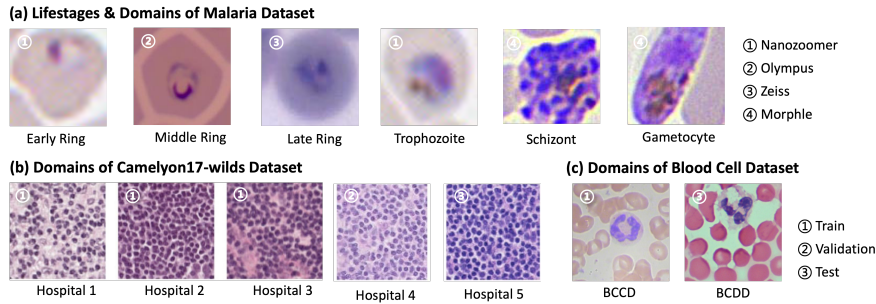 (a) Lifestages & Domains of Malaria Dataset
① ② ③ ① ④ ④
Early Ring Middle Ring Late Ring Trophozoite Schizont Gametocyte
① Nanozoomer
② Olympus
③ Zeiss
④ Morphle
(b) Domains of Camelyon17-wilds Dataset
① ① ① ② ③
Hospital 1 Hospital 2 Hospital 3 Hospital 4 Hospital 5
(c) Domains of Blood Cell Dataset
① ③
BCCD BCDD
① Train
② Validation
③ Test